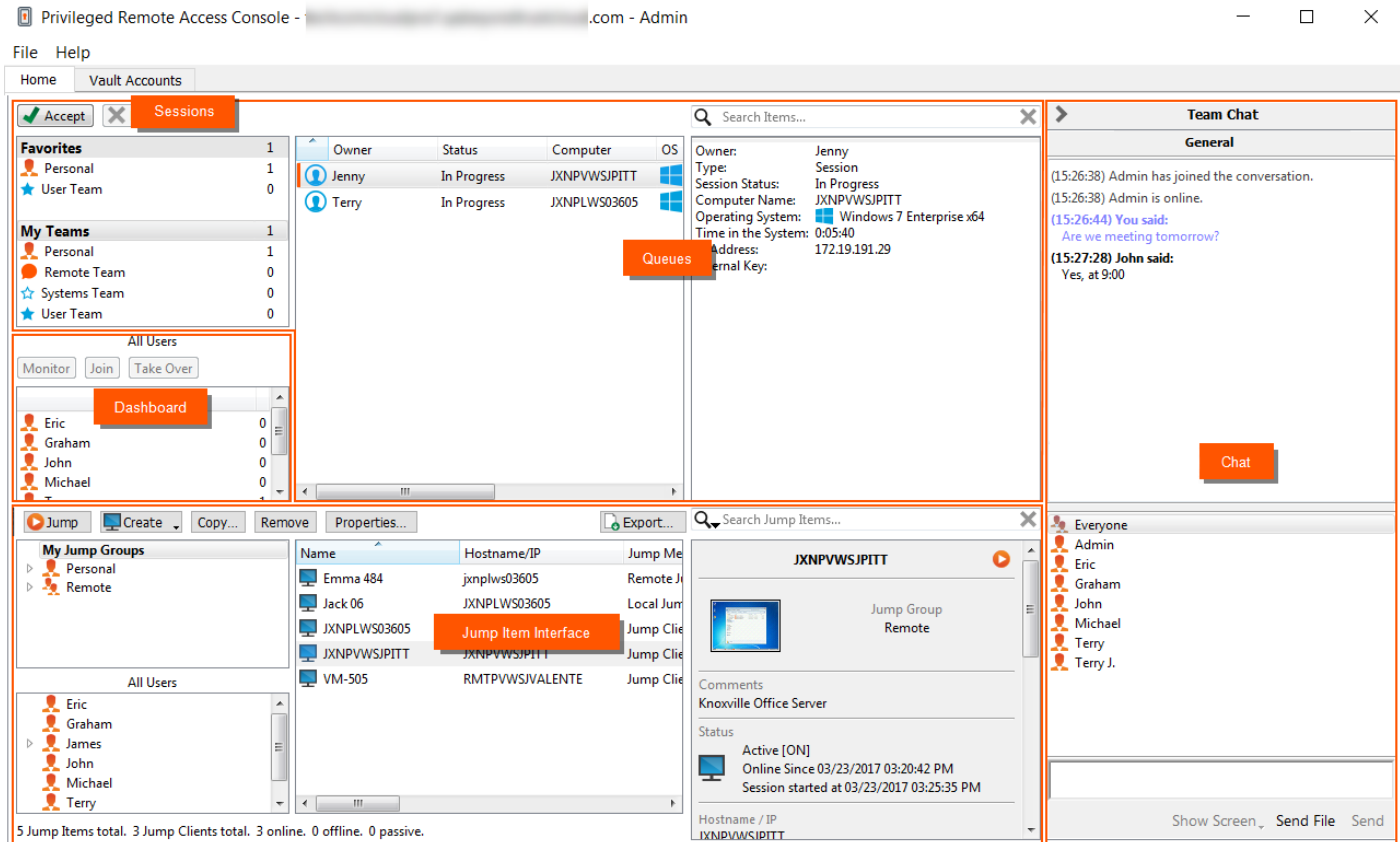 Privileged Remote Access Console - .com - Admin
File Help
Home Vault Accounts
Accept Sessions
Search Items...
Favorites 1
Personal 1
User Team 0
My Teams 1
Personal 1
Remote Team 0
Systems Team 0
User Team 0
Owner Status Computer OS
Jenny In Progress JXNPVWSJPITT
Terry In Progress JXNPLWS03605
Queues
Owner: Jenny
Type: Session
Session Status: In Progress
Computer Name: JXNPVWSJPITT
Operating System: Windows 7 Enterprise x64
Time in the System: 0:05:40
Address: 172.19.191.29
ernal Key:
All Users
Monitor Join Take Over
Dashboard
Eric 0
Graham 0
John 0
Michael 0
Team Chat
General
(15:26:38) Admin has joined the conversation.
(15:26:38) Admin is online.
(15:26:44) You said:
Are we meeting tomorrow?
(15:27:28) John said:
Yes, at 9:00
Chat
Everyone
Admin
Eric
Graham
John
Michael
Terry
Terry J.
Show Screen Send File Send
Jump Create Copy... Remove Properties... Export...
Search Jump Items...
My Jump Groups
Personal
Remote
All Users
Eric
Graham
James
John
Michael
Terry
Name Hostname/IP Jump Me
Emma 484 jxnplws03605 Remote Ju
Jack 06 JXNPLWS03605 Local Jum
JXNPLWS03605 Jump Clie
JXNPVWSJPITT JXNPVWSJPITT Jump Clie
VM-505 RMTPVWSJVALENTE Jump Clie
Jump Item Interface
JXNPVWSJPITT
Jump Group
Remote
Comments
Knoxville Office Server
Status
Active [ON]
Online Since 03/23/2017 03:20:42 PM
Session started at 03/23/2017 03:25:35 PM
Hostname / IP
JXNPVWSJPITT
5 Jump Items total. 3 Jump Clients total. 3 online. 0 offline. 0 passive.